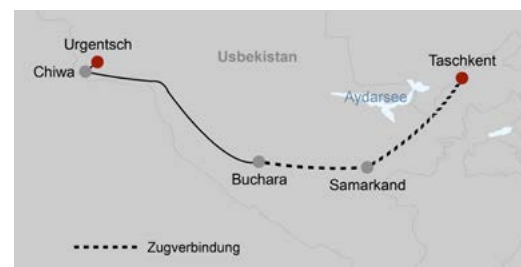 Urgentsch
Usbekistan
Taschkent
Chiwa
Aydarsee
Buchara
Samarkand
Zugverbindung